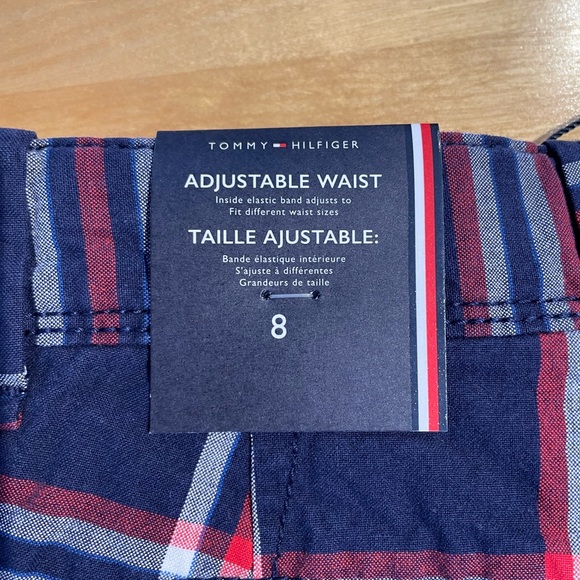 TOMMY HILFIGER
ADJUSTABLE WAIST
Inside elastic band adjusts to
Fit different waist sizes
TAILLE AJUSTABLE:
Bande élastique intérieure
S'ajuste à différentes
Grandeurs de taille
8